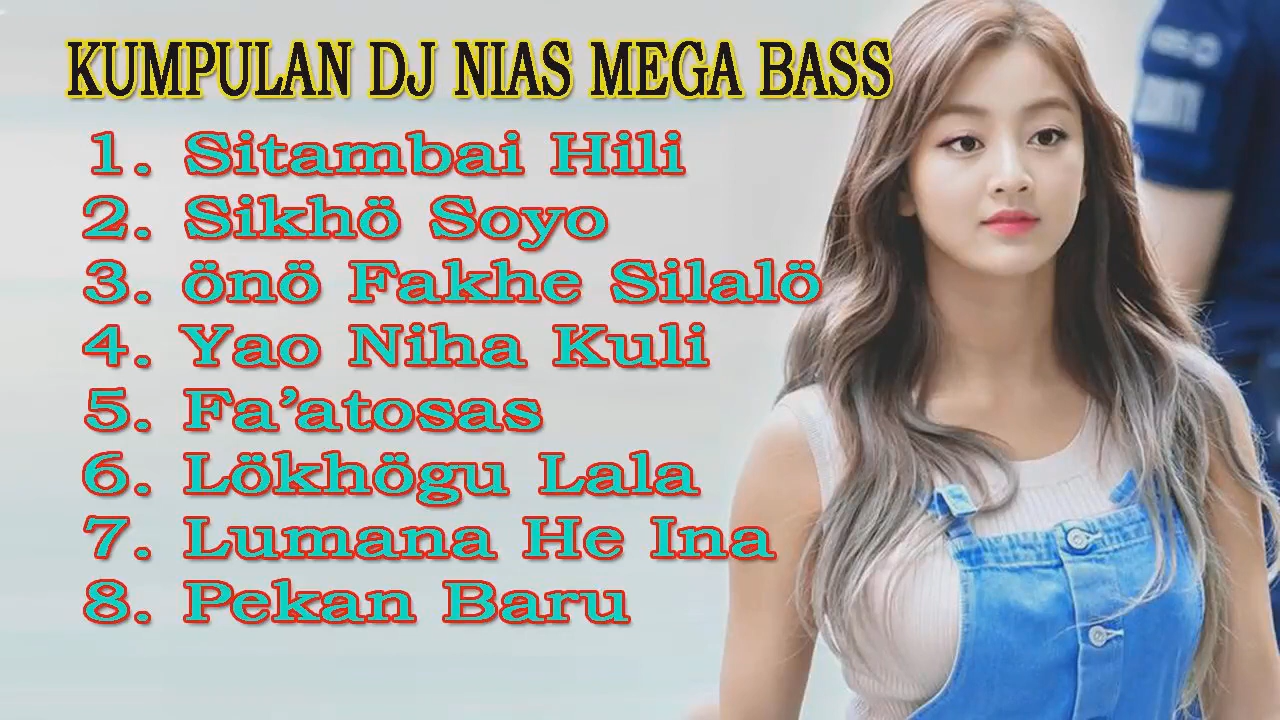 KUMPULAN DJ NIAS MEGA BASS
1. Sitambai Hili
2. Sikhö Soyo
3. önö Fakhe Silalö
4. Yao Niha Kuli
5. Fa’atosas
6. Lökhögu Lala
7. Lumana He Ina
8. Pekan Baru